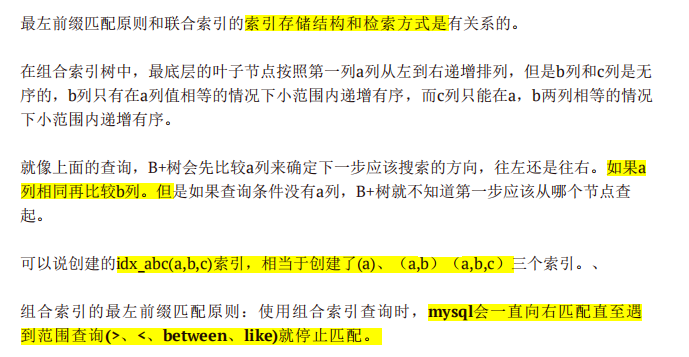 最左前缀匹配原则和联合索引的索引存储结构和检索方式是有关系的。
在组合索引树中，最底层的叶子节点按照第一列a列从左到右递增排列，但是b列和c列是无
序的，b列只有在a列值相等的情况下小范围内递增有序，而c列只能在a，b两列相等的情况
下小范围内递增有序。
就像上面的查询，B+树会先比较a列来确定下一步应该搜索的方向，往左还是往右。如果a
列相同再比较b列。但是如果查询条件没有a列，B+树就不知道第一步应该从哪个节点查
起。
可以说创建的idx_abc(a,b,c)索引，相当于创建了(a)、（a,b）（a,b,c）三个索引。、
组合索引的最左前缀匹配原则：使用组合索引查询时，mysql会一直向右匹配直至遇
到范围查询(>、<、between、like)就停止匹配。